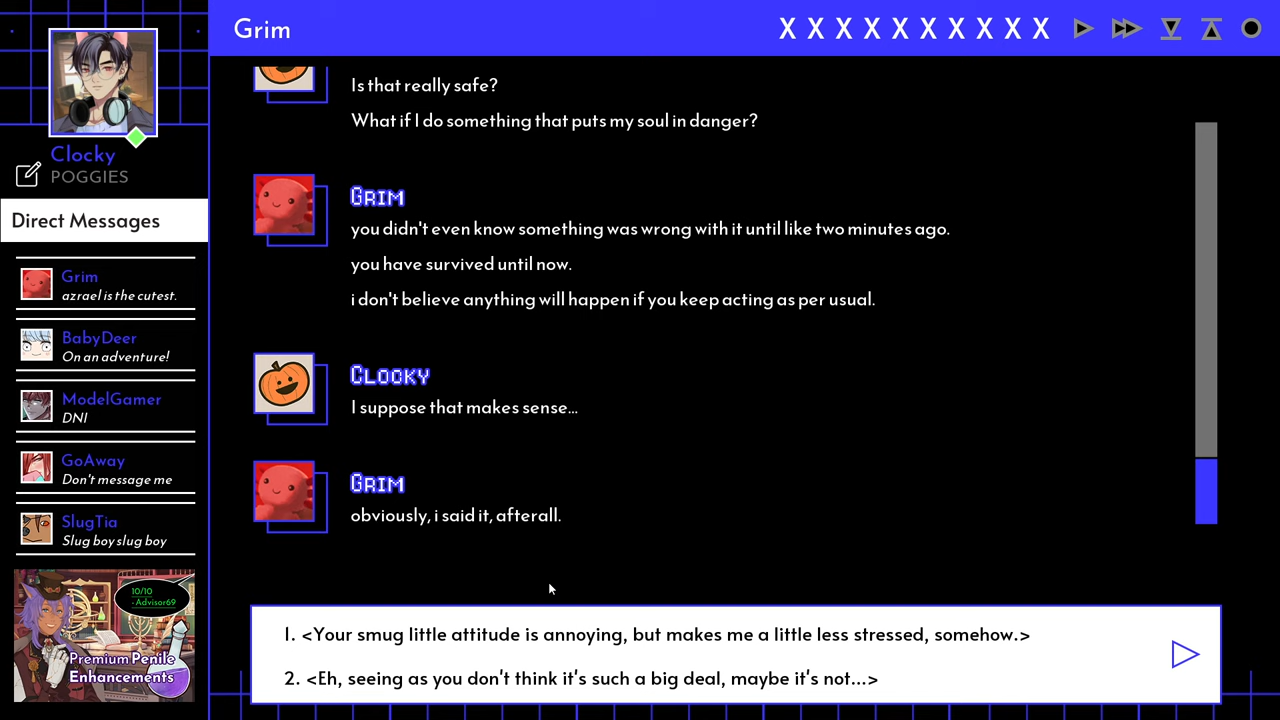 Grim
X X X X X X X X X X
Clocky
POGGIES
Direct Messages
Grim
azrael is the cutest.
BabyDeer
On an adventure!
ModelGamer
DNI
GoAway
Don't message me
SlugTia
Slug boy slug boy
10/10
-Advisor69
Premium Penile
Enhancements
Is that really safe?
What if I do something that puts my soul in danger?
Grim
you didn't even know something was wrong with it until like two minutes ago.
you have survived until now.
i don't believe anything will happen if you keep acting as per usual.
Clocky
I suppose that makes sense...
Grim
obviously, i said it, afterall.
1. <Your smug little attitude is annoying, but makes me a little less stressed, somehow.>
2. <Eh, seeing as you don't think it's such a big deal, maybe it's not...>